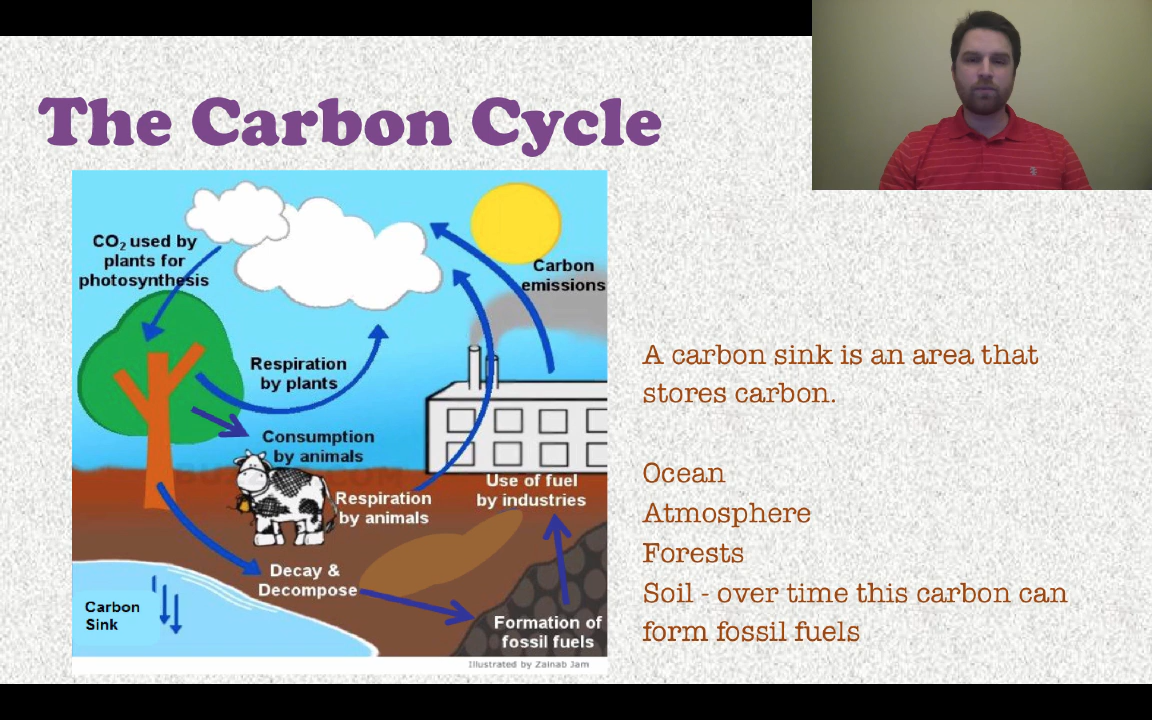 The Carbon Cycle
CO₂ used by
plants for
photosynthesis
Carbon
emissions
Respiration
by plants
Consumption
by animals
Respiration
by animals
Use of fuel
by industries
Decay &
Decompose
Carbon
Sink
Formation of
fossil fuels
Illustrated by Zainab Jam
A carbon sink is an area that
stores carbon.
Ocean
Atmosphere
Forests
Soil - over time this carbon can
form fossil fuels